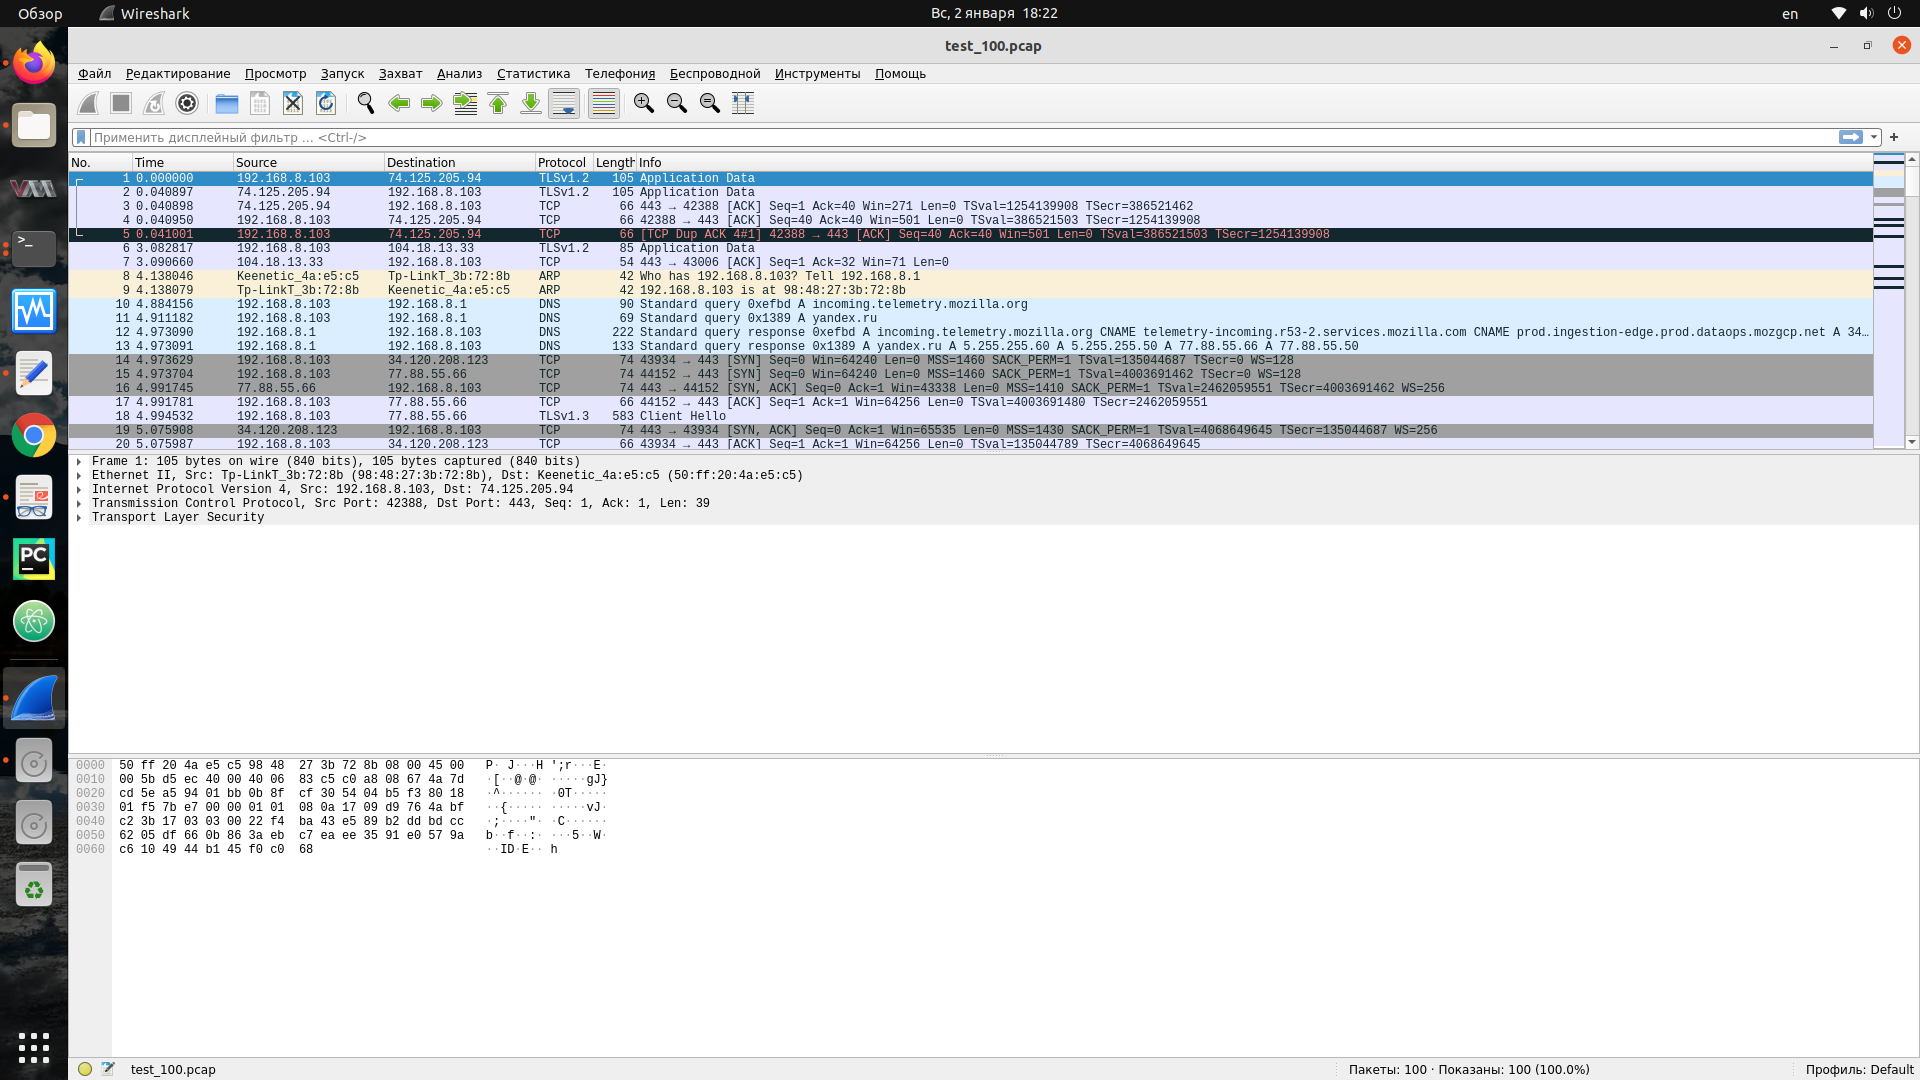 Обзор Wireshark Вс, 2 января 18:22 en
test_100.pcap
Файл Редактирование Просмотр Запуск Захват Анализ Статистика Телефония Беспроводной Инструменты Помощь
Применить дисплейный фильтр ... <Ctrl-/> +
No. Time Source Destination Protocol Length Info
1 0.000000 192.168.8.103 74.125.205.94 TLSv1.2 105 Application Data
2 0.040897 74.125.205.94 192.168.8.103 TLSv1.2 105 Application Data
3 0.040898 74.125.205.94 192.168.8.103 TCP 66 443 → 42388 [ACK] Seq=1 Ack=40 Win=271 Len=0 TSval=1254139908 TSecr=386521462
4 0.040950 192.168.8.103 74.125.205.94 TCP 66 42388 → 443 [ACK] Seq=40 Ack=40 Win=501 Len=0 TSval=386521503 TSecr=1254139908
5 0.041001 192.168.8.103 74.125.205.94 TCP 66 [TCP Dup ACK 4#1] 42388 → 443 [ACK] Seq=40 Ack=40 Win=501 Len=0 TSval=386521503 TSecr=1254139908
6 3.082817 192.168.8.103 104.18.13.33 TLSv1.2 85 Application Data
7 3.090660 104.18.13.33 192.168.8.103 TCP 54 443 → 43006 [ACK] Seq=1 Ack=32 Win=71 Len=0
8 4.138046 Keenetic_4a:e5:c5 Tp-LinkT_3b:72:8b ARP 42 Who has 192.168.8.103? Tell 192.168.8.1
9 4.138079 Tp-LinkT_3b:72:8b Keenetic_4a:e5:c5 ARP 42 192.168.8.103 is at 98:48:27:3b:72:8b
10 4.884156 192.168.8.103 192.168.8.1 DNS 90 Standard query 0xefbd A incoming.telemetry.mozilla.org
11 4.911182 192.168.8.103 192.168.8.1 DNS 69 Standard query 0x1389 A yandex.ru
12 4.973090 192.168.8.1 192.168.8.103 DNS 222 Standard query response 0xefbd A incoming.telemetry.mozilla.org CNAME telemetry-incoming.r53-2.services.mozilla.com CNAME prod.ingestion-edge.prod.dataops.mozgcp.net A 34…
13 4.973091 192.168.8.1 192.168.8.103 DNS 133 Standard query response 0x1389 A yandex.ru A 5.255.255.60 A 5.255.255.50 A 77.88.55.66 A 77.88.55.50
14 4.973629 192.168.8.103 34.120.208.123 TCP 74 43934 → 443 [SYN] Seq=0 Win=64240 Len=0 MSS=1460 SACK_PERM=1 TSval=135044687 TSecr=0 WS=128
15 4.973704 192.168.8.103 77.88.55.66 TCP 74 44152 → 443 [SYN] Seq=0 Win=64240 Len=0 MSS=1460 SACK_PERM=1 TSval=4003691462 TSecr=0 WS=128
16 4.991745 77.88.55.66 192.168.8.103 TCP 74 443 → 44152 [SYN, ACK] Seq=0 Ack=1 Win=43338 Len=0 MSS=1410 SACK_PERM=1 TSval=2462059551 TSecr=4003691462 WS=256
17 4.991781 192.168.8.103 77.88.55.66 TCP 66 44152 → 443 [ACK] Seq=1 Ack=1 Win=64256 Len=0 TSval=4003691480 TSecr=2462059551
18 4.994532 192.168.8.103 77.88.55.66 TLSv1.3 583 Client Hello
19 5.075908 34.120.208.123 192.168.8.103 TCP 74 443 → 43934 [SYN, ACK] Seq=0 Ack=1 Win=65535 Len=0 MSS=1430 SACK_PERM=1 TSval=4068649645 TSecr=135044687 WS=256
20 5.075987 192.168.8.103 34.120.208.123 TCP 66 43934 → 443 [ACK] Seq=1 Ack=1 Win=64256 Len=0 TSval=135044789 TSecr=4068649645
Frame 1: 105 bytes on wire (840 bits), 105 bytes captured (840 bits)
Ethernet II, Src: Tp-LinkT_3b:72:8b (98:48:27:3b:72:8b), Dst: Keenetic_4a:e5:c5 (50:ff:20:4a:e5:c5)
Internet Protocol Version 4, Src: 192.168.8.103, Dst: 74.125.205.94
Transmission Control Protocol, Src Port: 42388, Dst Port: 443, Seq: 1, Ack: 1, Len: 39
Transport Layer Security
0000 50 ff 20 4a e5 c5 98 48 27 3b 72 8b 08 00 45 00 P· J···H ';r···E·
0010 00 5b d5 ec 40 00 40 06 83 c5 c0 a8 08 67 4a 7d ·[··@·@· ·····gJ}
0020 cd 5e a5 94 01 bb 0b 8f cf 30 54 04 b5 f3 80 18 ·^······ ·0T·····
0030 01 f5 7b e7 00 00 01 01 08 0a 17 09 d9 76 4a bf ··{····· ·····vJ·
0040 c2 3b 17 03 03 00 22 f4 ba 43 e5 89 b2 dd bd cc ·;····"· ·C······
0050 62 05 df 66 0b 86 3a eb c7 ea ee 35 91 e0 57 9a b··f··:· ···5··W·
0060 c6 10 49 44 b1 45 f0 c0 68 ··ID·E·· h
test_100.pcap Пакеты: 100 · Показаны: 100 (100.0%) Профиль: Default
PC